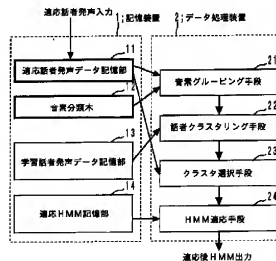 適応話者発声入力
1;記憶装置
2;データ処理装置
11
適応話者発声データ記憶部
12
音素分類木
13
学習話者発声データ記憶部
14
適応HMM記憶部
21
音素グルーピング手段
22
話者クラスタリング手段
23
クラスタ選択手段
24
HMM適応手段
適応後HMM出力